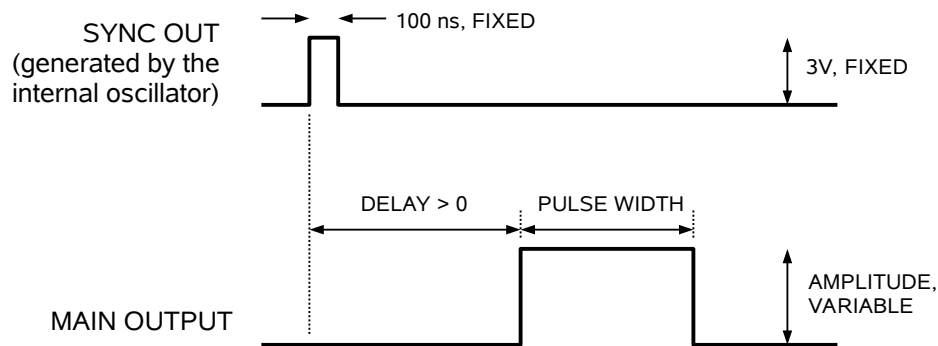 100 ns, FIXED
SYNC OUT
(generated by the
internal oscillator)
3V, FIXED
DELAY > 0
PULSE WIDTH
AMPLITUDE,
VARIABLE
MAIN OUTPUT